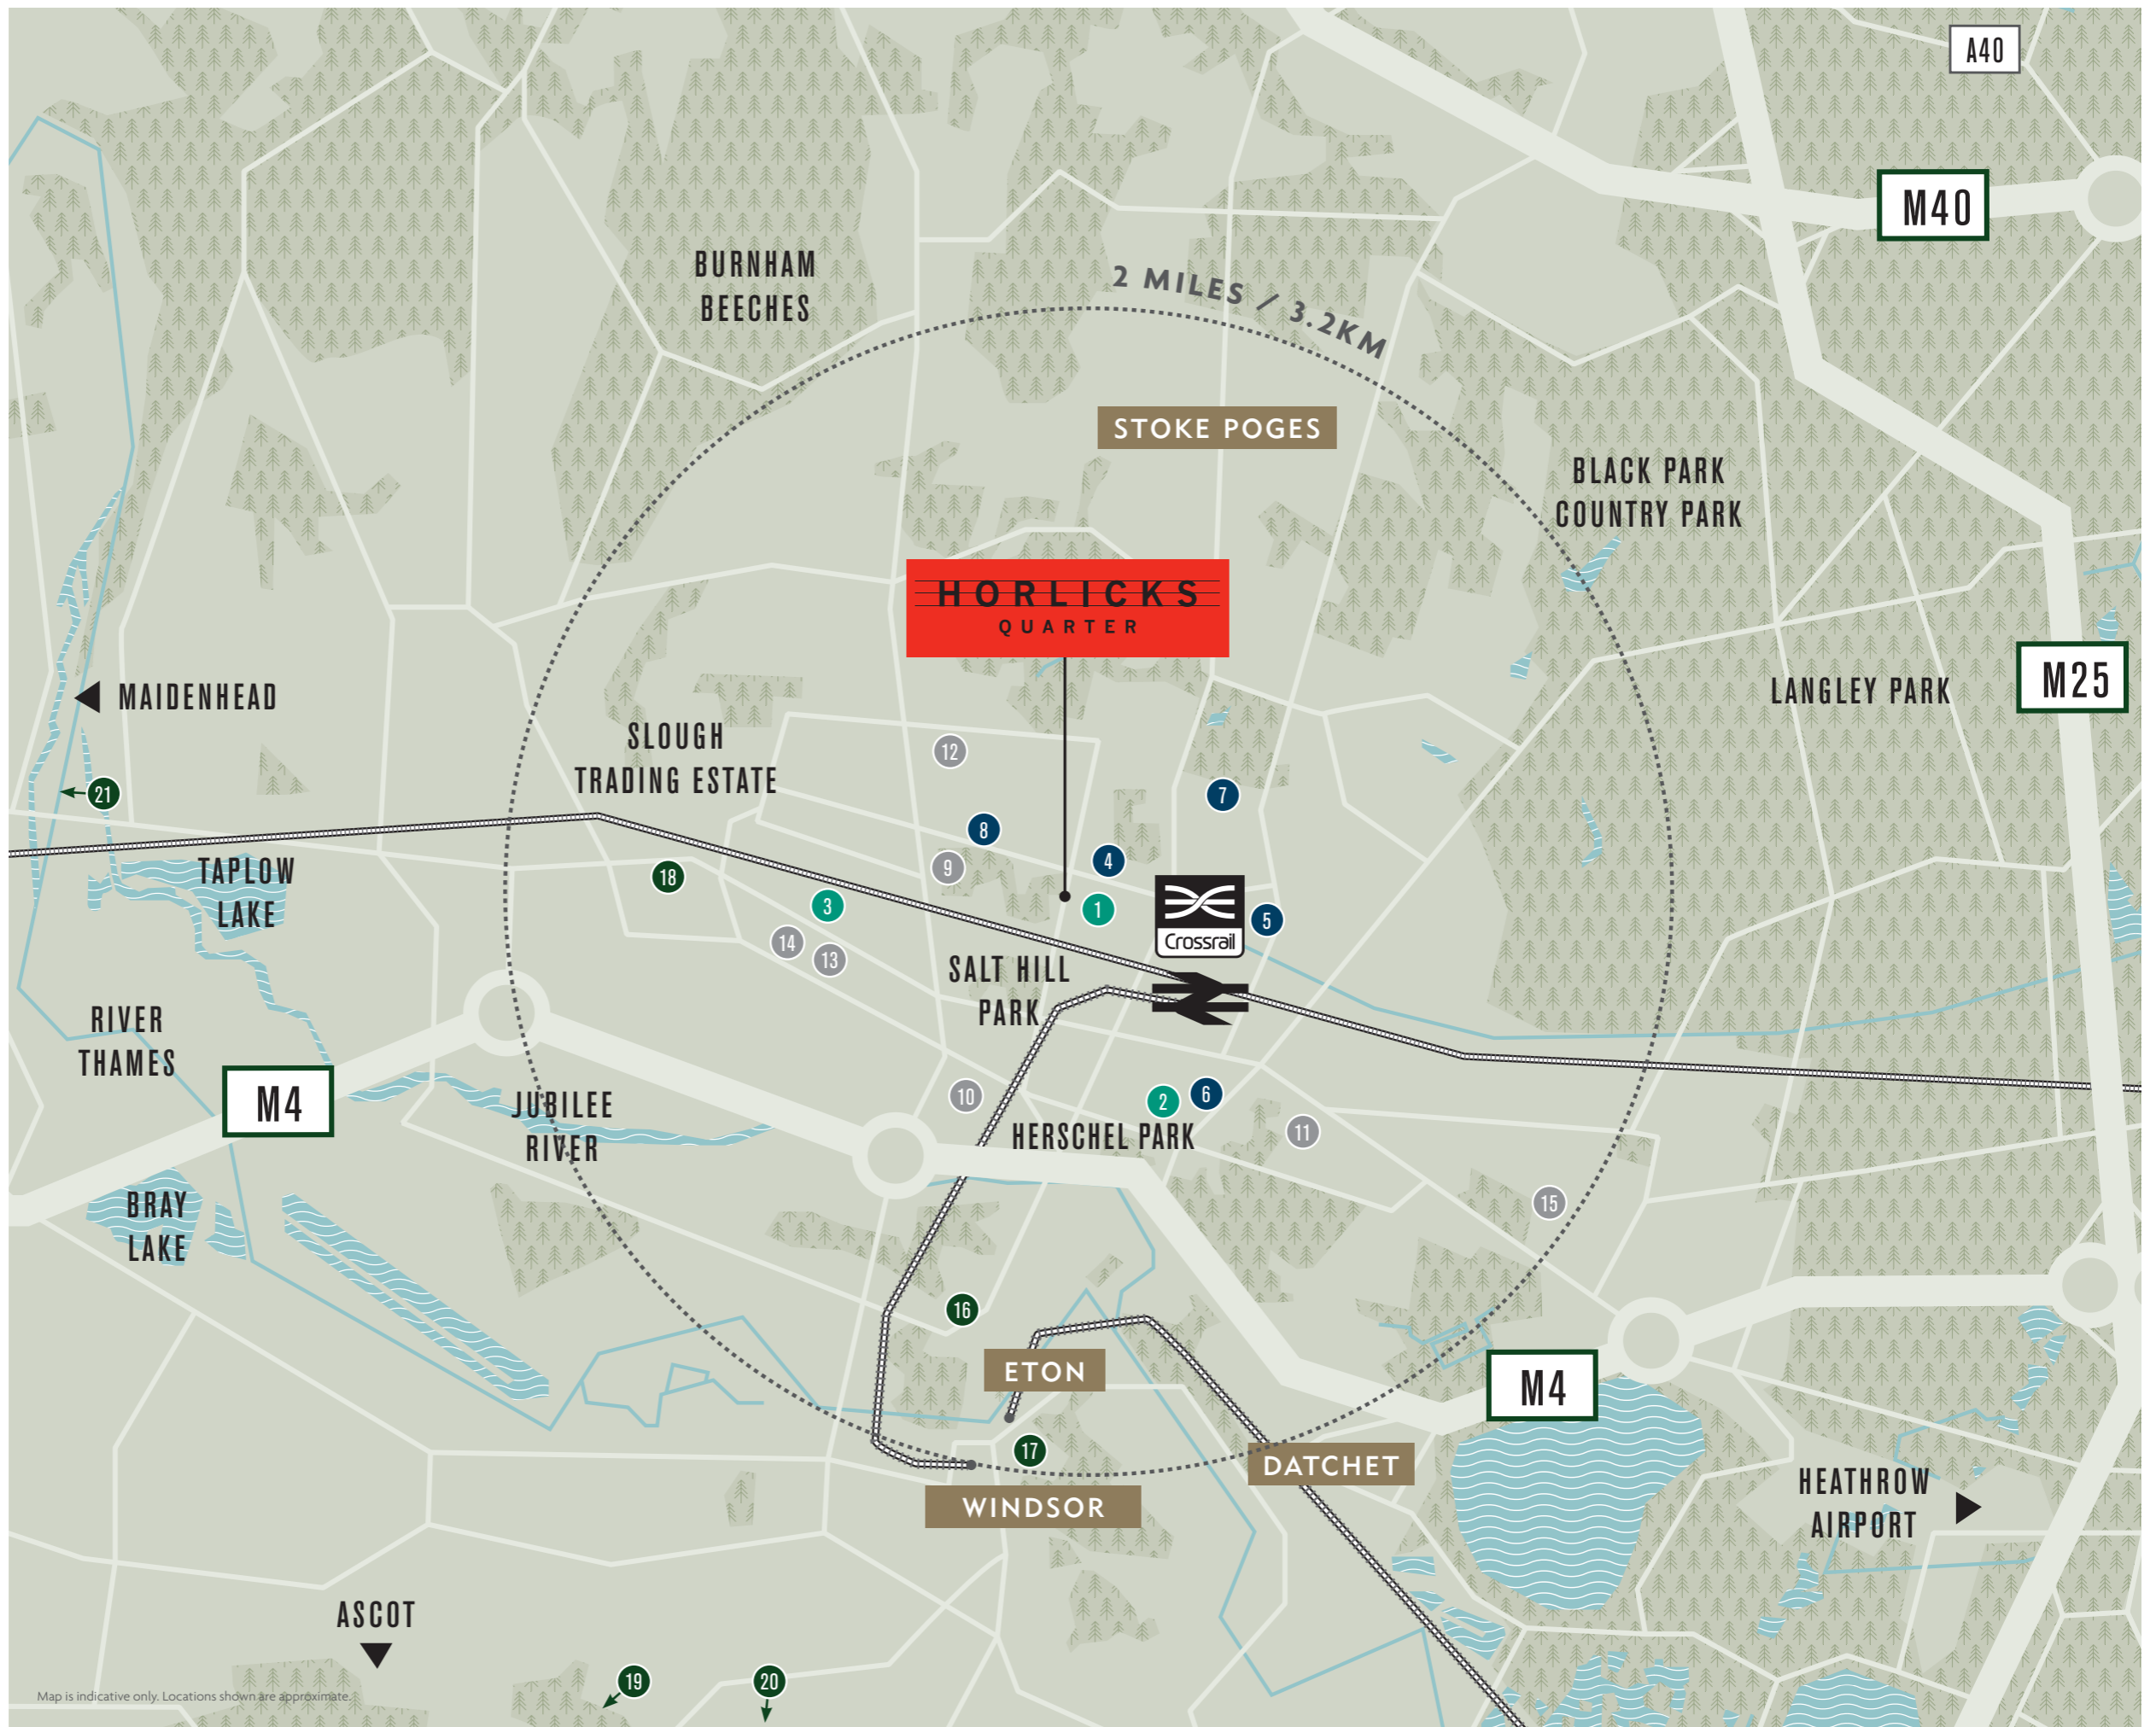 A40
M40
BURNHAM
BEECHES
2 MILES / 3.2KM
STOKE POGES
BLACK PARK
COUNTRY PARK
HORLICKS
QUARTER
M25
LANGLEY PARK
MAIDENHEAD
SLOUGH
TRADING ESTATE
12
21
7
8
4
9
TAPLOW
LAKE
18
3
1
5
14
13
Crossrail
SALT HILL
PARK
RIVER
THAMES
M4
JUBILEE
RIVER
10
2
6
HERSCHEL PARK
11
BRAY
LAKE
15
16
ETON
M4
17
DATCHET
WINDSOR
HEATHROW
AIRPORT
ASCOT
19
20
Map is indicative only. Locations shown are approximate.